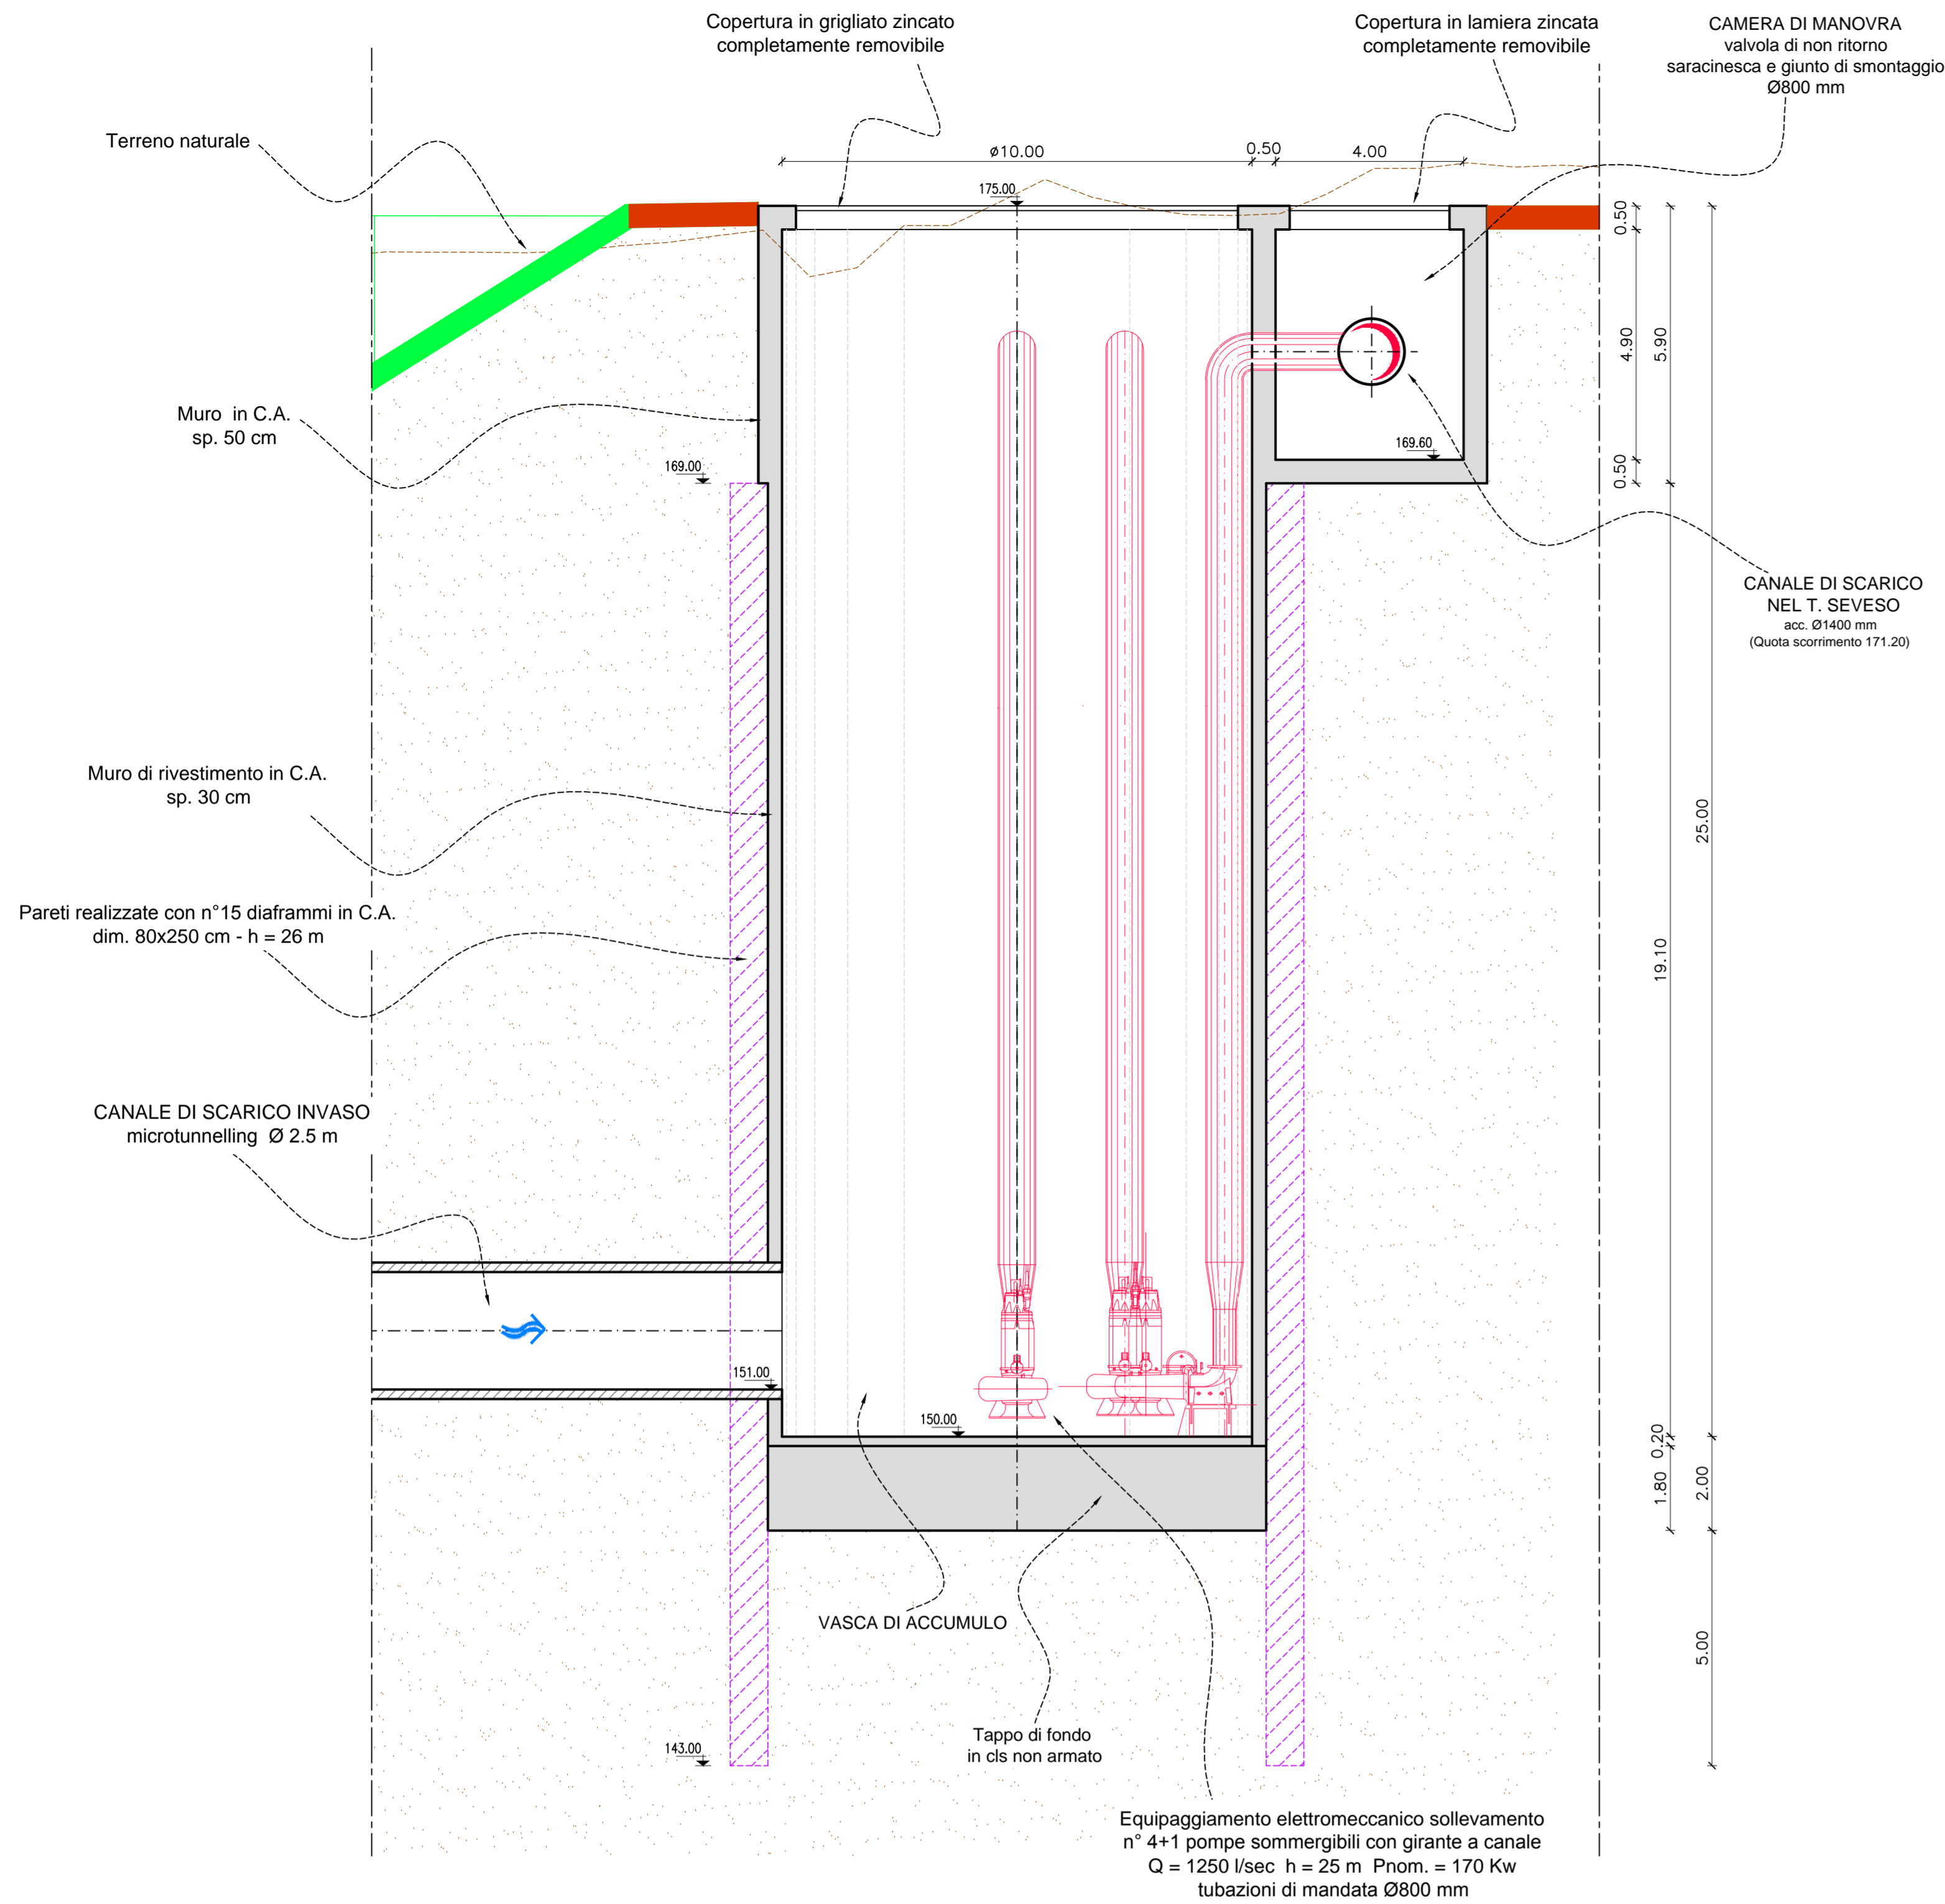 Copertura in grigliato zincato
completamente removibile
Copertura in lamiera zincata
completamente removibile
CAMERA DI MANOVRA
valvola di non ritorno
saracinesca e giunto di smontaggio
Ø800 mm
Terreno naturale
ø10.00
0.50
4.00
175.00
0.50
4.90
5.90
0.50
Muro in C.A.
sp. 50 cm
169.60
169.00
CANALE DI SCARICO
NEL T. SEVESO
acc. Ø1400 mm
(Quota scorrimento 171.20)
Muro di rivestimento in C.A.
sp. 30 cm
25.00
19.10
Pareti realizzate con n°15 diaframmi in C.A.
dim. 80x250 cm - h = 26 m
CANALE DI SCARICO INVASO
microtunnelling Ø 2.5 m
151.00
150.00
0.20
1.80
2.00
VASCA DI ACCUMULO
5.00
Tappo di fondo
in cls non armato
143.00
Equipaggiamento elettromeccanico sollevamento
n° 4+1 pompe sommergibili con girante a canale
Q = 1250 l/sec h = 25 m Pnom. = 170 Kw
tubazioni di mandata Ø800 mm